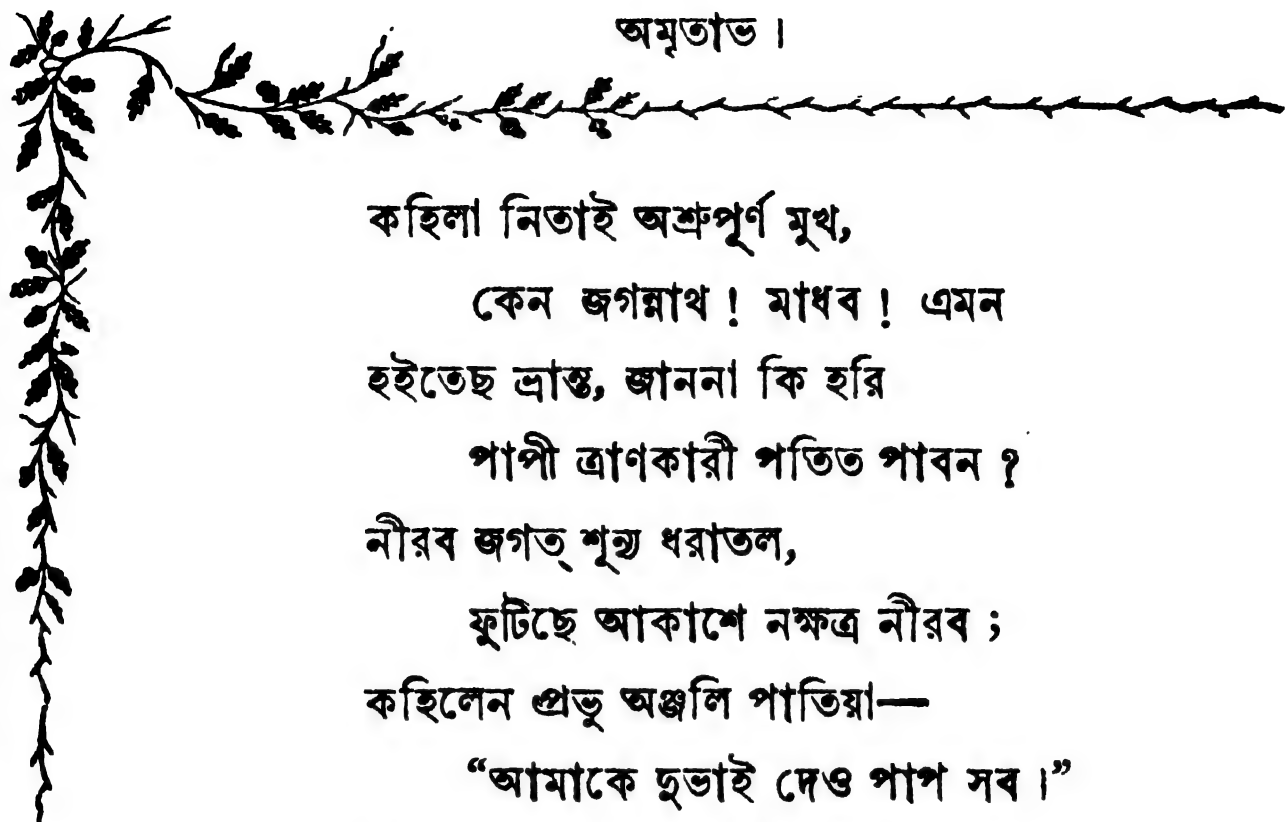 অমৃতাভ।
কহিলা নিতাই অশ্রুপূর্ণ মুখ,
কেন জগন্নাথ! মাধব! এমন
হইতেছ ভ্রান্ত, জাননা কি হরি
পাপী ত্রাণকারী পতিত পাবন?
নীরব জগত্ শূন্য ধরাতল,
ফুটিছে আকাশে নক্ষত্র নীরব;
কহিলেন প্রভু অঞ্জলি পাতিয়া—
“আমাকে দুভাই দেও পাপ সব।”